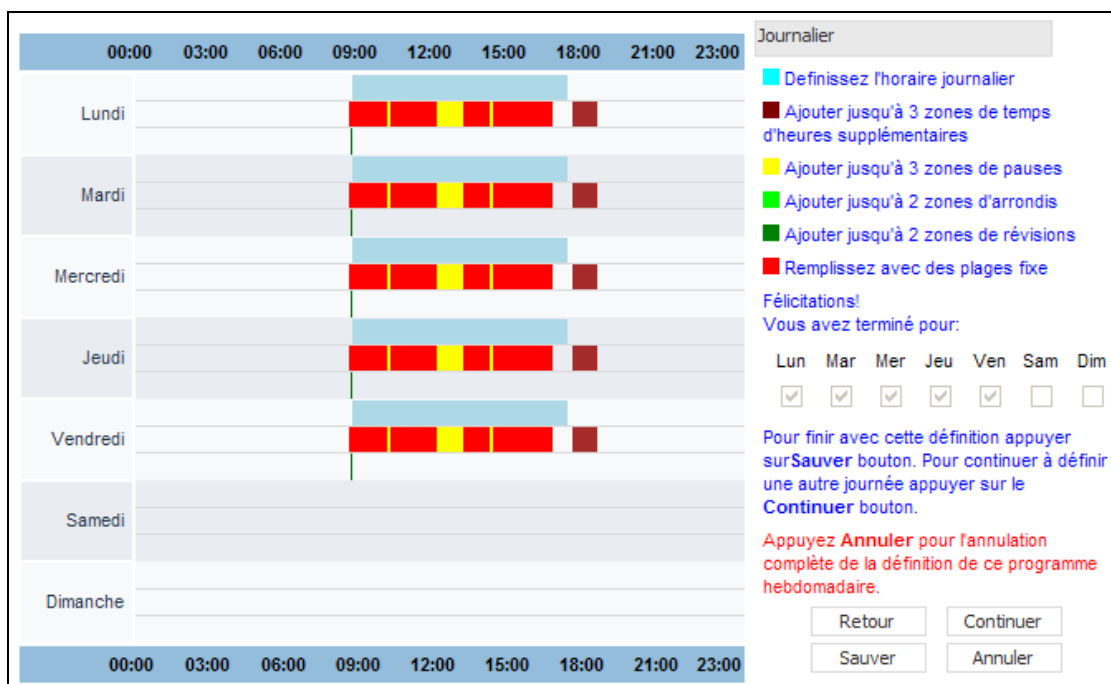 00:00 03:00 06:00 09:00 12:00 15:00 18:00 21:00 23:00
Lundi
Mardi
Mercredi
Jeudi
Vendredi
Samedi
Dimanche
00:00 03:00 06:00 09:00 12:00 15:00 18:00 21:00 23:00
Journalier
Definissez l'horaire journalier
Ajouter jusqu'à 3 zones de temps
d'heures supplémentaires
Ajouter jusqu'à 3 zones de pauses
Ajouter jusqu'à 2 zones d'arrondis
Ajouter jusqu'à 2 zones de révisions
Remplissez avec des plages fixe
Félicitations!
Vous avez terminé pour:
Lun Mar Mer Jeu Ven Sam Dim
Pour finir avec cette définition appuyer
surSauver bouton. Pour continuer à définir
une autre journée appuyer sur le
Continuer bouton.
Appuyez Annuler pour l'annulation
complète de la définition de ce programme
hebdomadaire.
Retour Continuer
Sauver Annuler